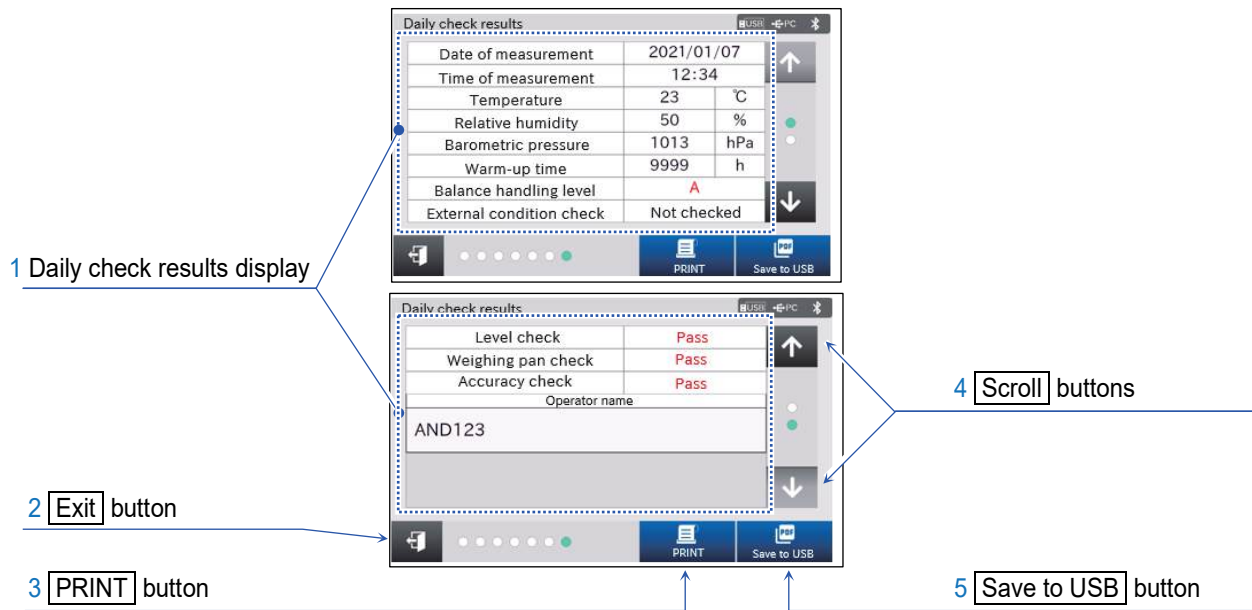 Daily check results USB PC
Date of measurement 2021/01/07
Time of measurement 12:34
Temperature 23 ℃
Relative humidity 50 %
Barometric pressure 1013 hPa
Warm-up time 9999 h
Balance handling level A
External condition check Not checked
PDF
PRINT Save to USB
1 Daily check results display
Daily check results USB PC
Level check Pass
Weighing pan check Pass
Accuracy check Pass
Operator name
AND123
4 Scroll buttons
2 Exit button
PDF
PRINT Save to USB
3 PRINT button
5 Save to USB button